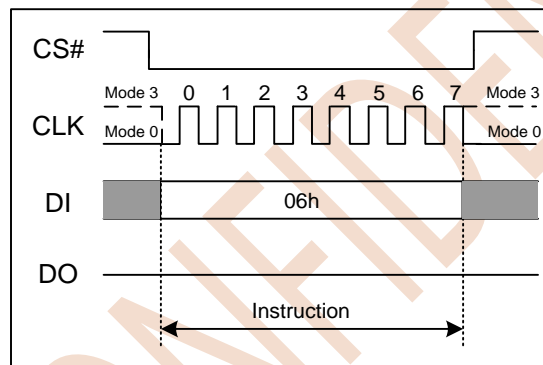 CS#
Mode 3 0 1 2 3 4 5 6 7 Mode 3
CLK
Mode 0 Mode 0
DI 06h
DO
Instruction
CONFIDE